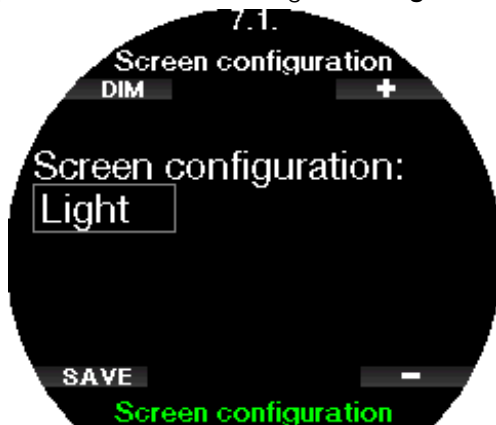 7.1.
Screen configuration
DIM +
Screen configuration:
Light
SAVE -
Screen configuration